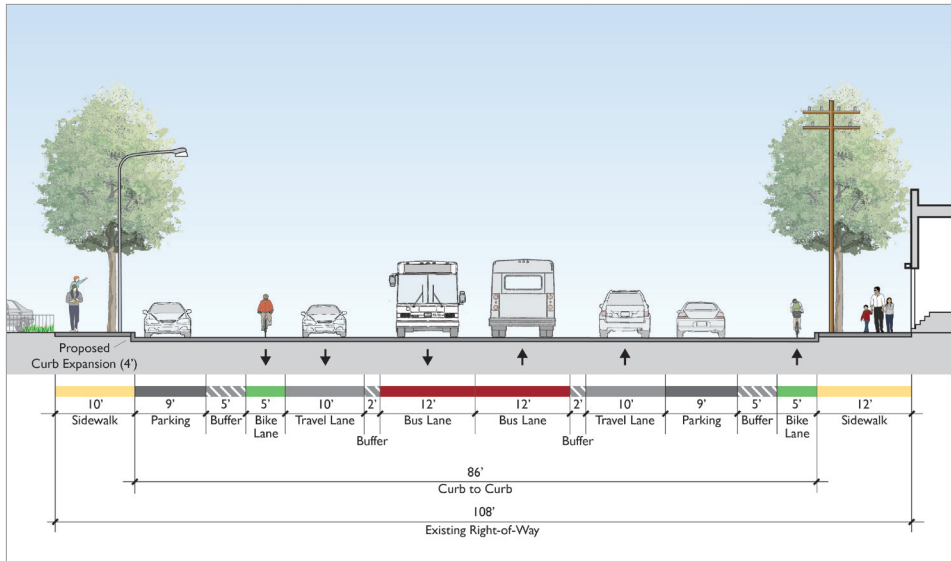 Proposed
Curb Expansion (4’)
10’ 9’ 5’ 5’ 10’ 2’ 12’ 12’ 2’ 10’ 9’ 5’ 5’ 12’
Sidewalk Parking Buffer Bike Travel Lane Bus Lane Bus Lane Travel Lane Parking Buffer Bike Sidewalk
Lane Lane
Buffer Buffer
86’
Curb to Curb
108’
Existing Right-of-Way